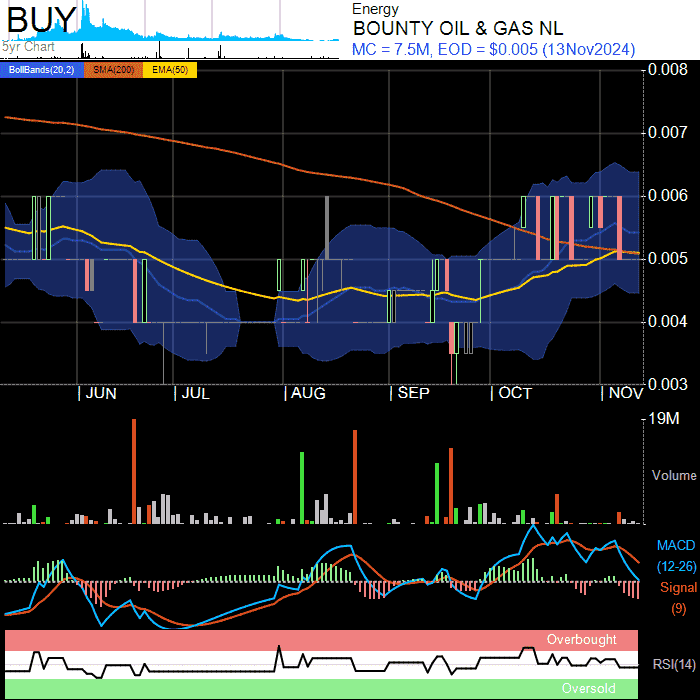 BUY
5yr Chart
Energy
BOUNTY OIL & GAS NL
MC = 7.5M, EOD = $0.005 (13Nov2024)
BollBands(20,2) SMA(200) EMA(50)
0.008
0.007
0.006
0.005
0.004
0.003
| JUN | JUL | AUG | SEP | OCT | NOV
19M
Volume
MACD
(12-26)
Signal
(9)
Overbought
RSI(14)
Oversold